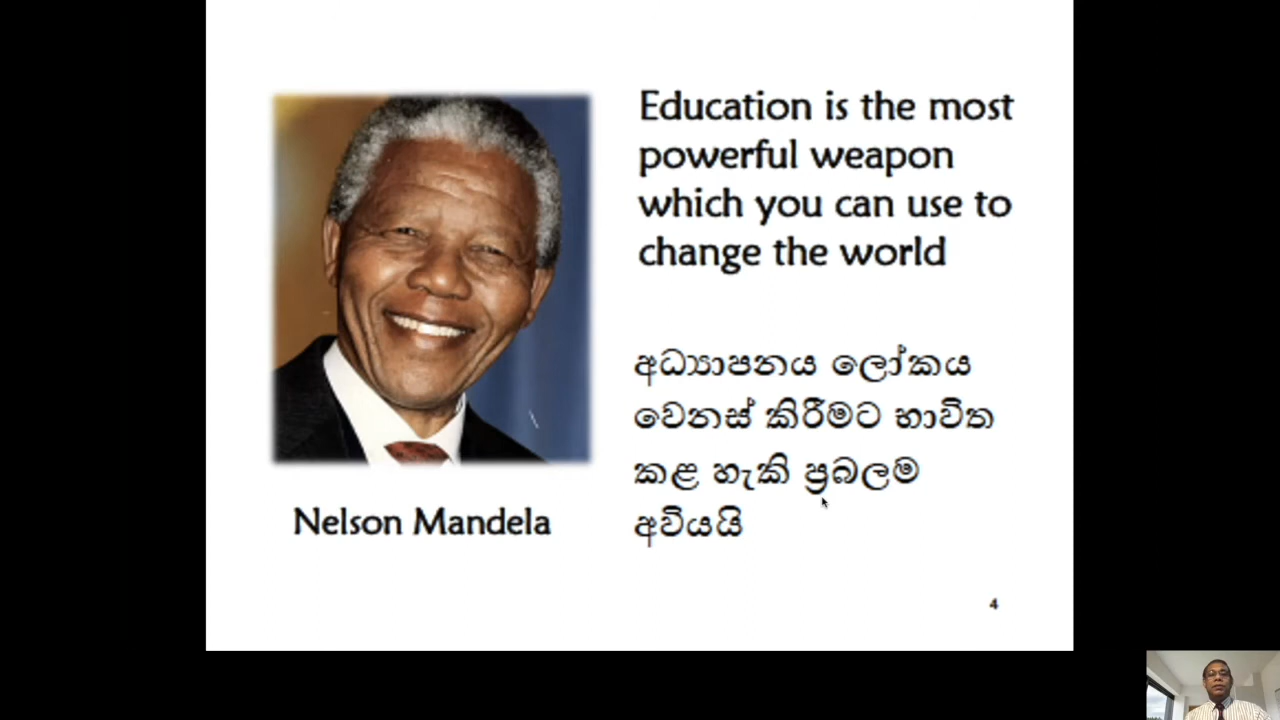 Education is the most
powerful weapon
which you can use to
change the world
අධ්‍යාපනය ලෝකය
වෙනස් කිරීමට භාවිත
කළ හැකි ප්‍රබලම
අවියයි
Nelson Mandela
4